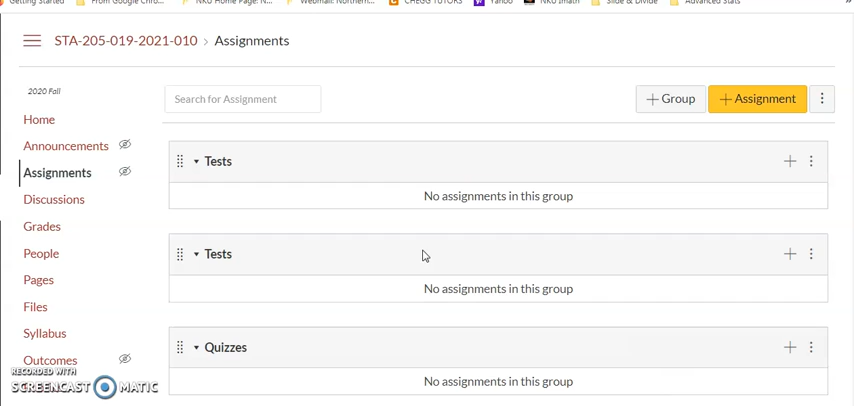 Getting Started From Google Chro... NKU Home Page: N... Webmail: Northern... CHEGG TUTORS Yahoo NKU imath Slide & Divide Advanced Stats
STA-205-019-2021-010 > Assignments
2020 Fall
Search for Assignment
+ Group
+ Assignment
Home
Announcements
Assignments
Discussions
Grades
People
Pages
Files
Syllabus
Outcomes
Tests
No assignments in this group
Tests
No assignments in this group
Quizzes
No assignments in this group
RECORDED WITH
SCREENCAST MATIC